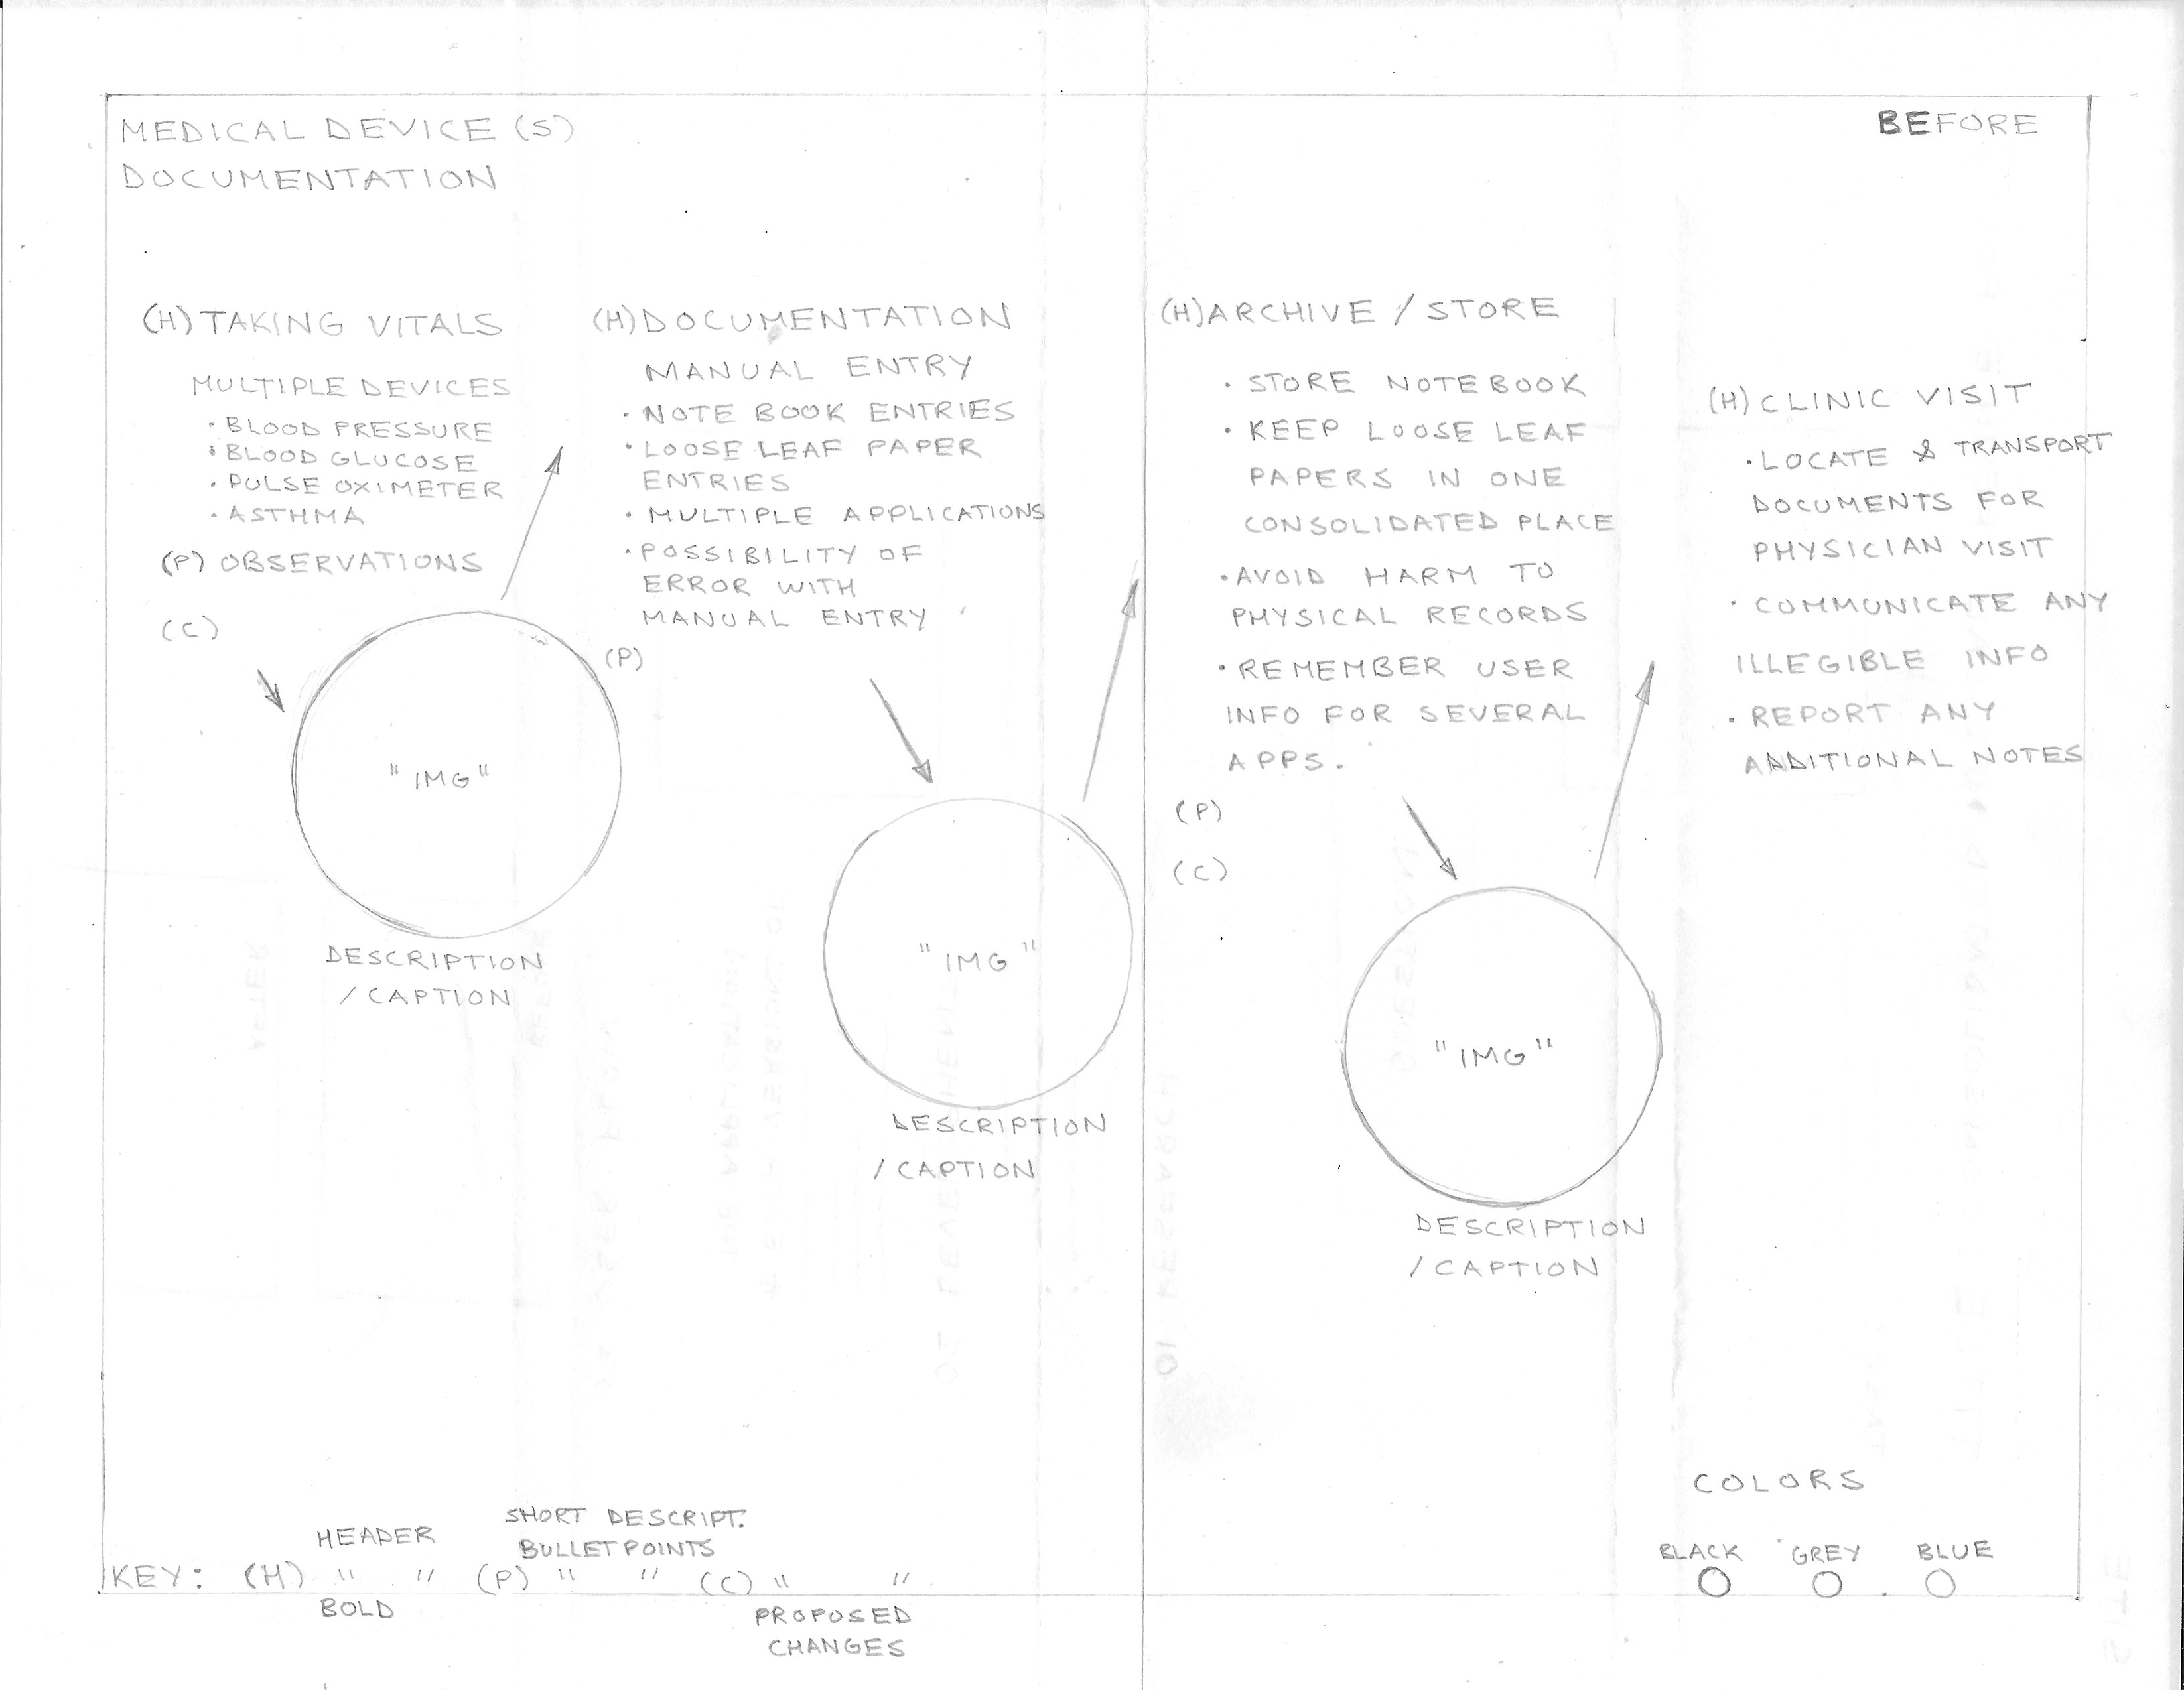 MEDICAL DEVICE (S)
DOCUMENTATION
BEFORE
(H) TAKING VITALS
MULTIPLE DEVICES
• BLOOD PRESSURE
• BLOOD GLUCOSE
• PULSE OXIMETER
• ASTHMA
(P) OBSERVATIONS
(C)
"IMG"
DESCRIPTION
/ CAPTION
(H) DOCUMENTATION
MANUAL ENTRY
• NOTE BOOK ENTRIES
• LOOSE LEAF PAPER
ENTRIES
• MULTIPLE APPLICATIONS
• POSSIBILITY OF
ERROR WITH
MANUAL ENTRY
(P)
"IMG"
DESCRIPTION
/ CAPTION
(H) ARCHIVE / STORE
• STORE NOTEBOOK
• KEEP LOOSE LEAF
PAPERS IN ONE
CONSOLIDATED PLACE
• AVOID HARM TO
PHYSICAL RECORDS
• REMEMBER USER
INFO FOR SEVERAL
APPS.
(P)
(C)
"IMG"
DESCRIPTION
/ CAPTION
(H) CLINIC VISIT
• LOCATE & TRANSPORT
DOCUMENTS FOR
PHYSICIAN VISIT
• COMMUNICATE ANY
ILLEGIBLE INFO
• REPORT ANY
ADDITIONAL NOTES
HEADER
SHORT DESCRIPT.
BULLET POINTS
KEY: (H) " " (P) " " (C) " "
BOLD
PROPOSED
CHANGES
COLORS
BLACK GREY BLUE